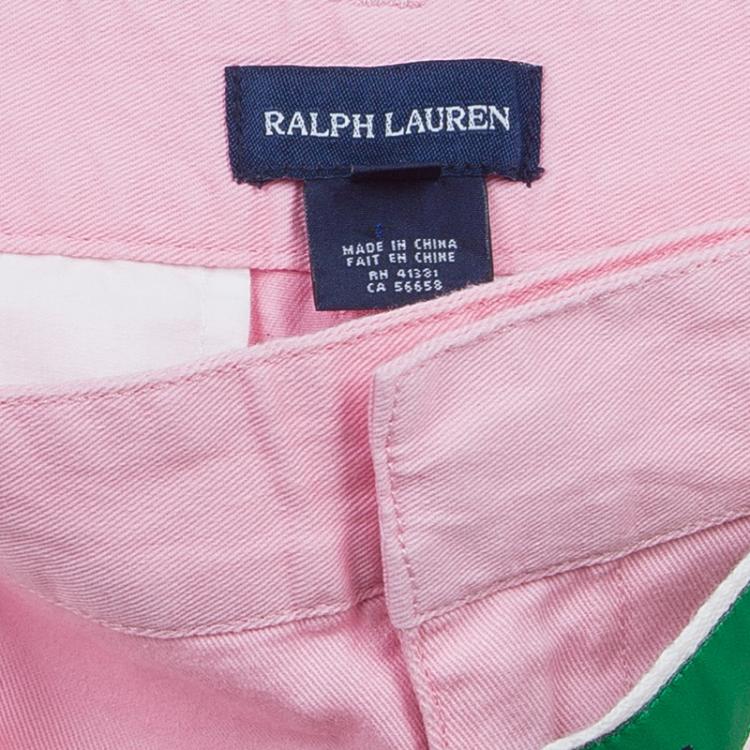 RALPH LAUREN
MADE IN CHINA
FAIT EN CHINE
RN 41381
CA 56658